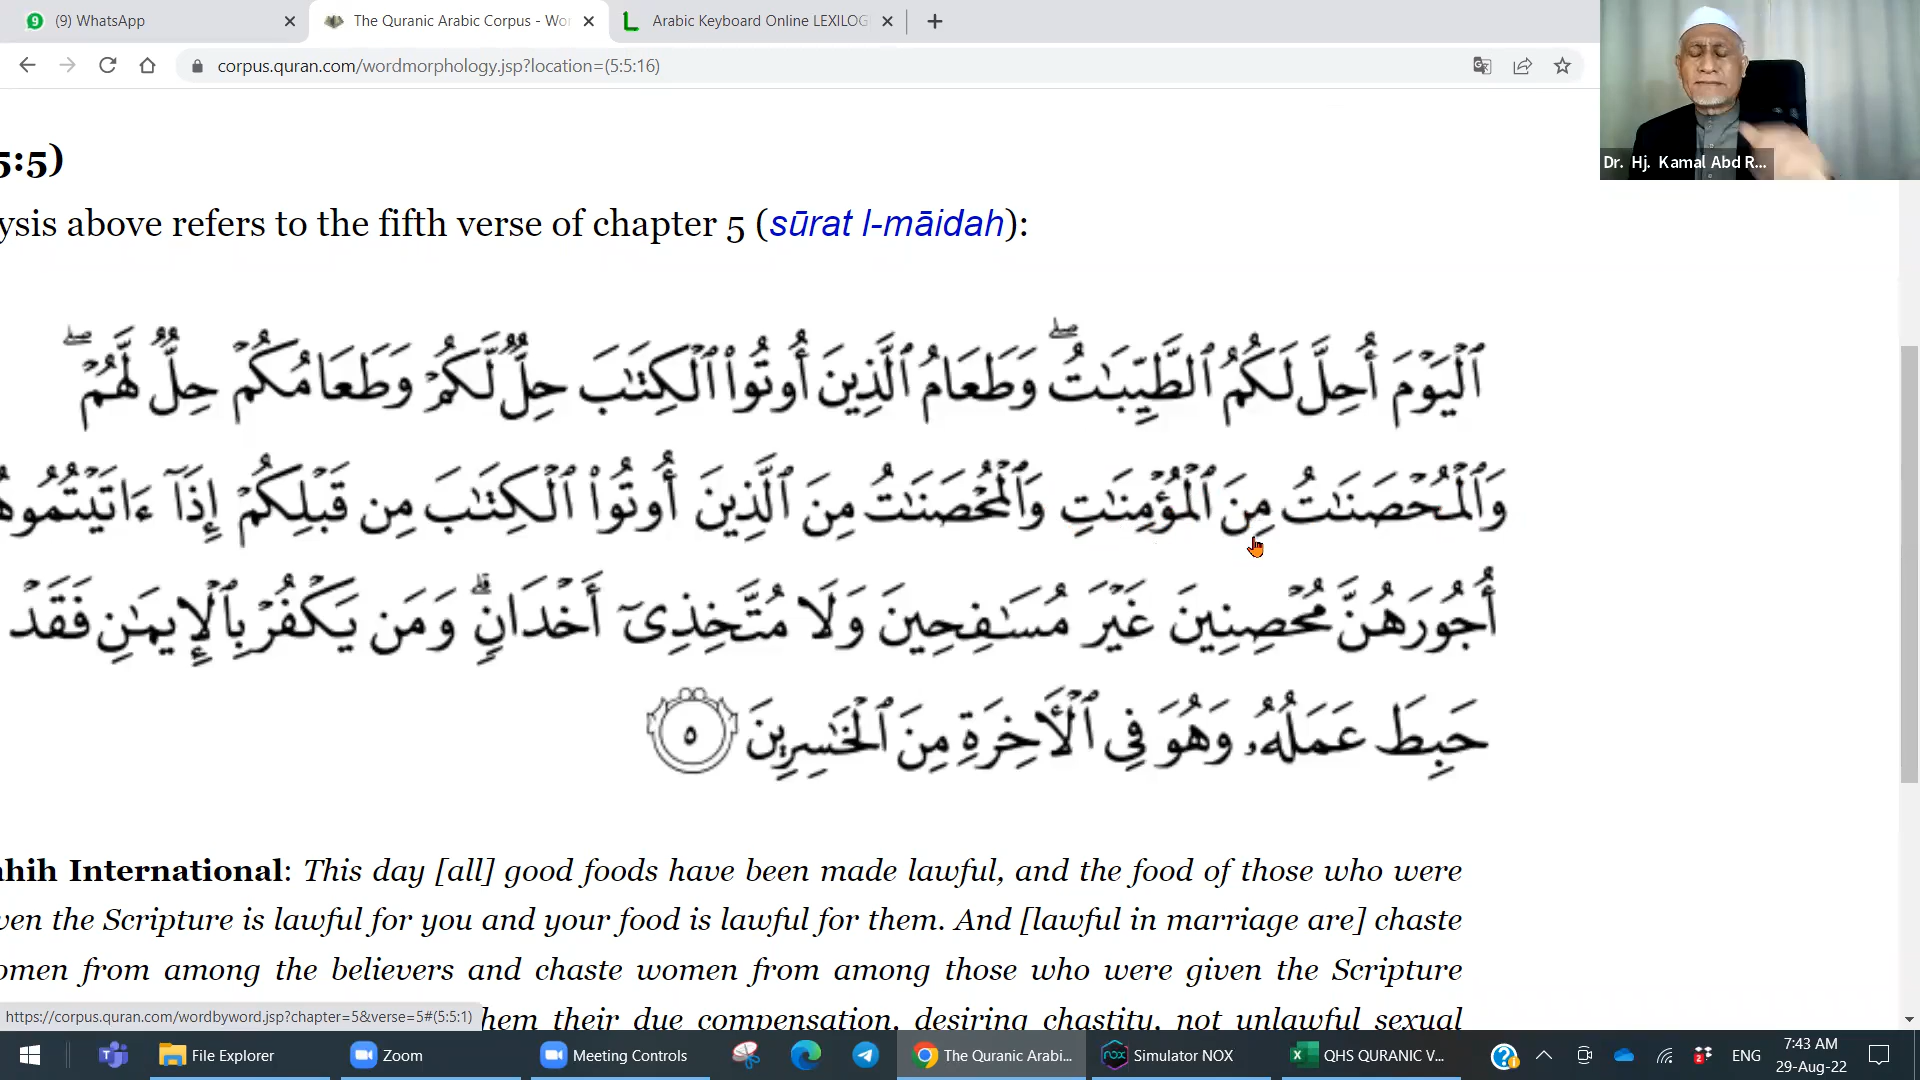 (9) WhatsApp
The Quranic Arabic Corpus - Wor
Arabic Keyboard Online LEXILOG
corpus.quran.com/wordmorphology.jsp?location=(5:5:16)
Dr. Hj. Kamal Abd R...
5:5)
ysis above refers to the fifth verse of chapter 5 (sūrat l-māidah):
ٱلْيَوْمَ أُحِلَّ لَكُمُ ٱلطَّيِّبَٰتُ ۖ وَطَعَامُ ٱلَّذِينَ أُوتُوا۟ ٱلْكِتَٰبَ حِلٌّ لَّكُمْ وَطَعَامُكُمْ حِلٌّ لَّهُمْ ۖ
وَٱلْمُحْصَنَٰتُ مِنَ ٱلْمُؤْمِنَٰتِ وَٱلْمُحْصَنَٰتُ مِنَ ٱلَّذِينَ أُوتُوا۟ ٱلْكِتَٰبَ مِن قَبْلِكُمْ إِذَآ ءَاتَيْتُمُوه
أُجُورَهُنَّ مُحْصِنِينَ غَيْرَ مُسَٰفِحِينَ وَلَا مُتَّخِذِىٓ أَخْدَانٍ ۗ وَمَن يَكْفُرْ بِٱلْإِيمَٰنِ فَقَدْ
حَبِطَ عَمَلُهُۥ وَهُوَ فِى ٱلْءَاخِرَةِ مِنَ ٱلْخَٰسِرِينَ ٥
ahih International: This day [all] good foods have been made lawful, and the food of those who were
ven the Scripture is lawful for you and your food is lawful for them. And [lawful in marriage are] chaste
omen from among the believers and chaste women from among those who were given the Scripture
hem their due compensation, desiring chastity, not unlawful sexual
https://corpus.quran.com/wordbyword.jsp?chapter=5&verse=5#(5:5:1)
File Explorer
Zoom
Meeting Controls
The Quranic Arabi...
Simulator NOX
QHS QURANIC V...
ENG
7:43 AM
29-Aug-22